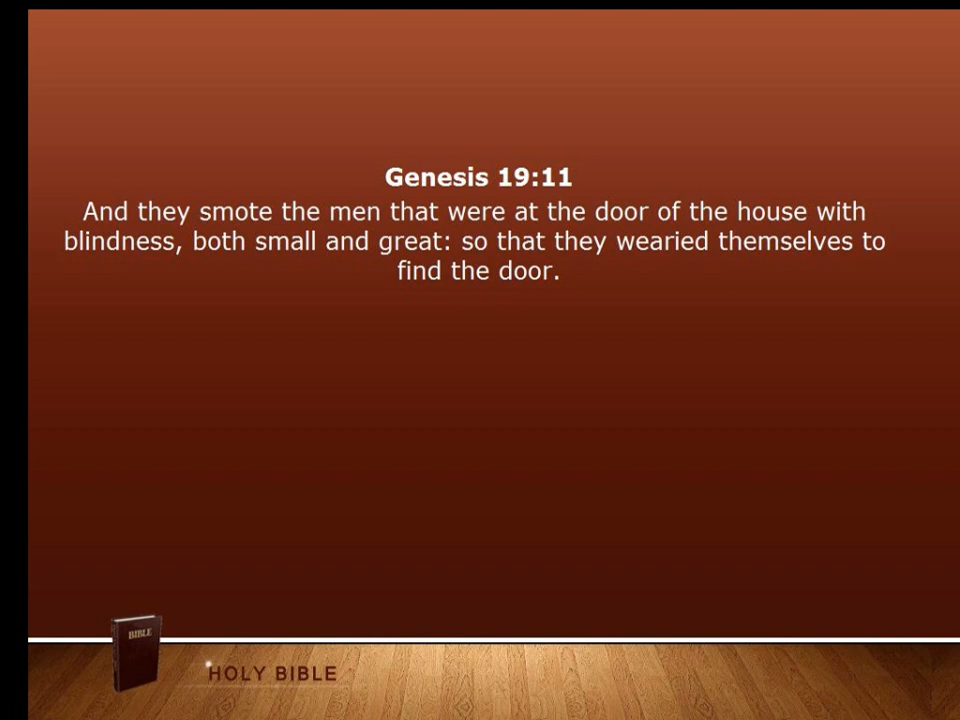 Genesis 19:11
And they smote the men that were at the door of the house with
blindness, both small and great: so that they wearied themselves to
find the door.
BIBLE
HOLY BIBLE